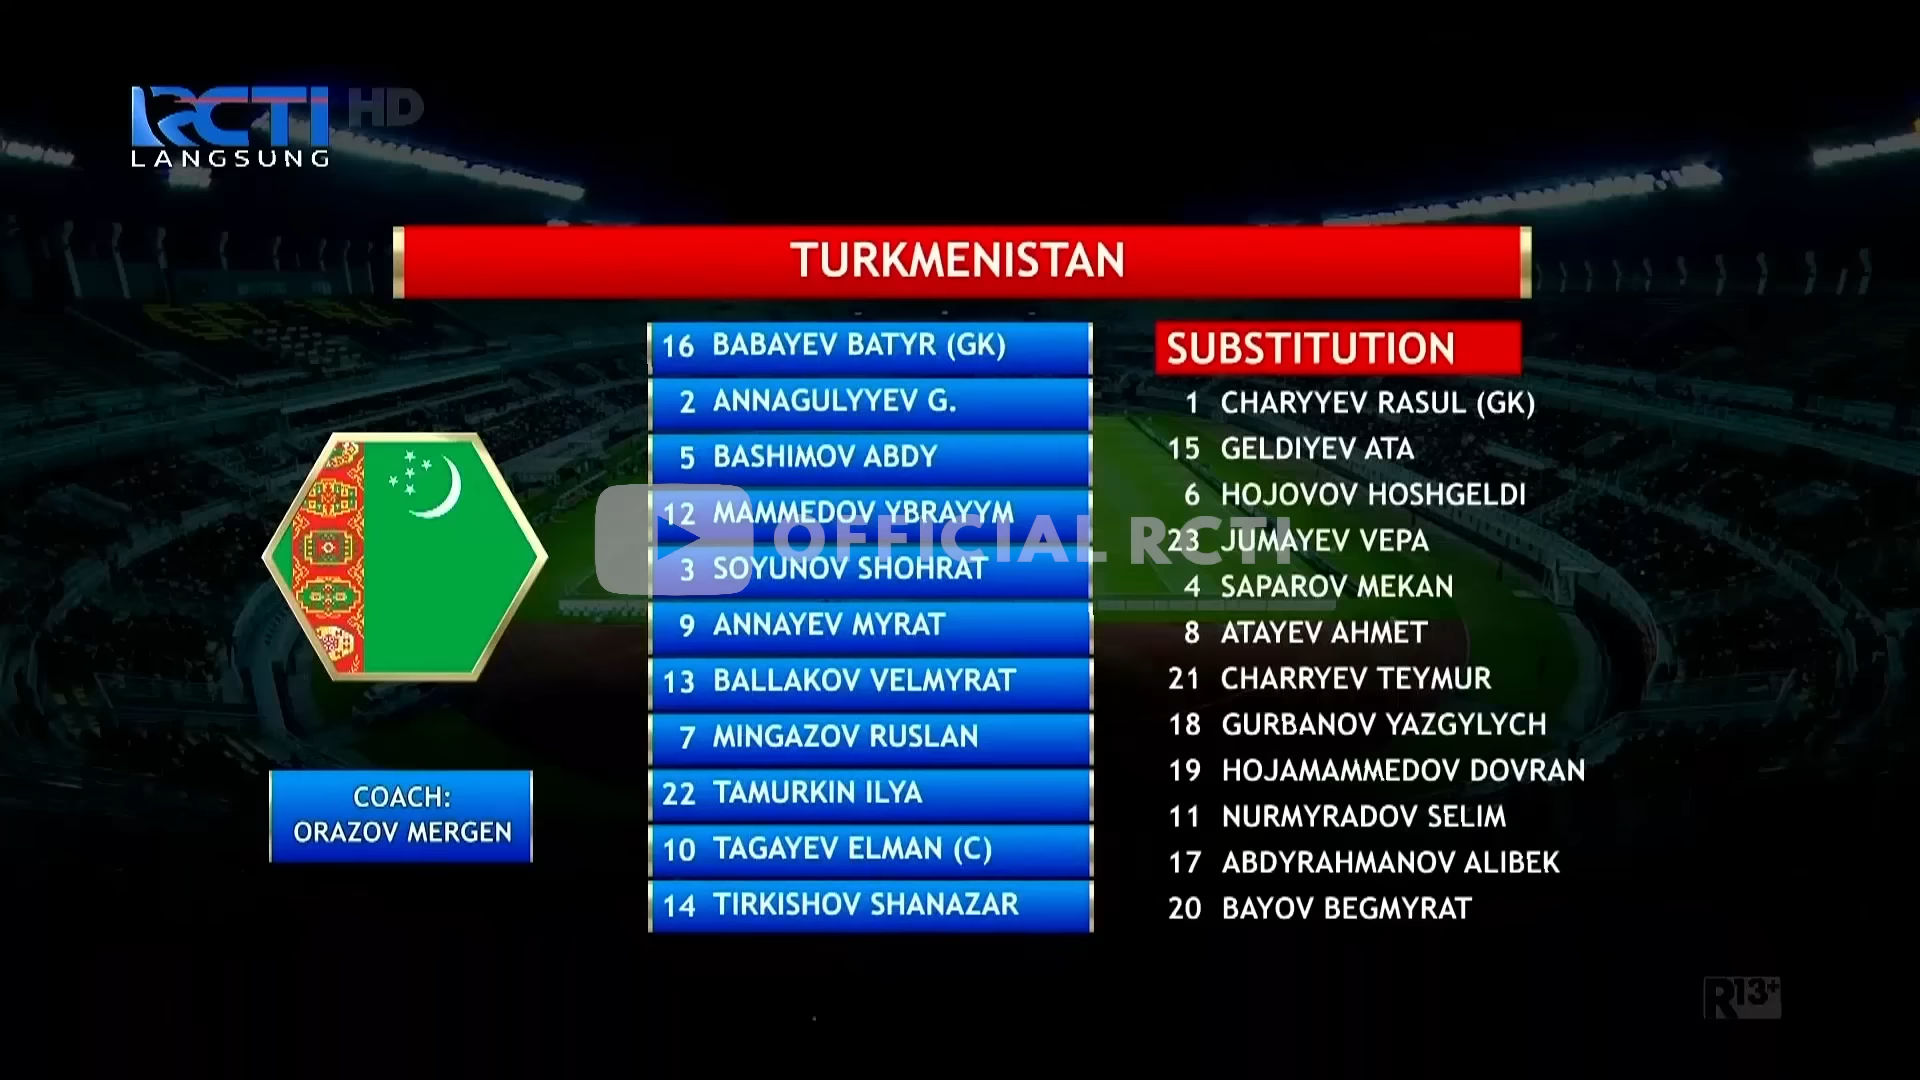 RCTI HD
LANGSUNG
TURKMENISTAN
16 BABAYEV BATYR (GK)
2 ANNAGULYYEV G.
5 BASHIMOV ABDY
12 MAMMEDOV YBRAYYM
3 SOYUNOV SHOHRAT
9 ANNAYEV MYRAT
13 BALLAKOV VELMYRAT
7 MINGAZOV RUSLAN
22 TAMURKIN ILYA
10 TAGAYEV ELMAN (C)
14 TIRKISHOV SHANAZAR
SUBSTITUTION
1 CHARYYEV RASUL (GK)
15 GELDIYEV ATA
6 HOJOVOV HOSHGELDI
23 JUMAYEV VEPA
4 SAPAROV MEKAN
8 ATAYEV AHMET
21 CHARRYEV TEYMUR
18 GURBANOV YAZGYLYCH
19 HOJAMAMMEDOV DOVRAN
11 NURMYRADOV SELIM
17 ABDYRAHMANOV ALIBEK
20 BAYOV BEGMYRAT
COACH:
ORAZOV MERGEN
OFFICIAL RCTI
R13+